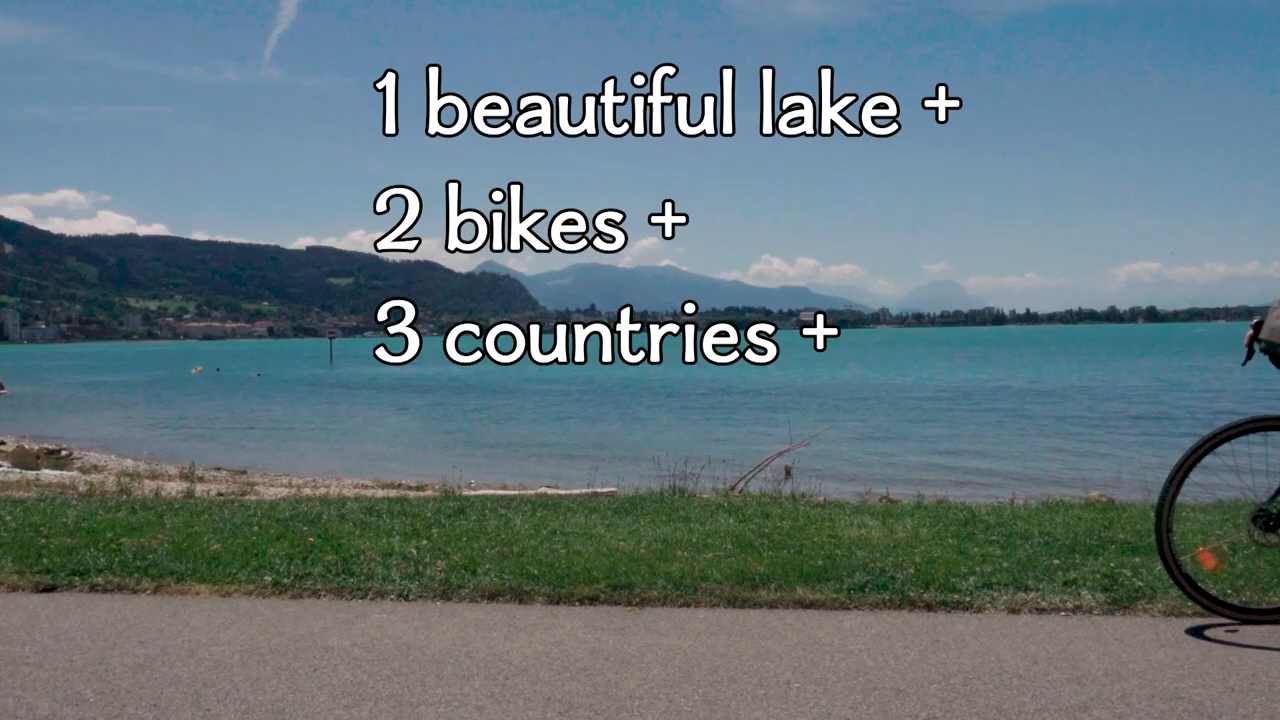 1 beautiful lake +
2 bikes +
3 countries +